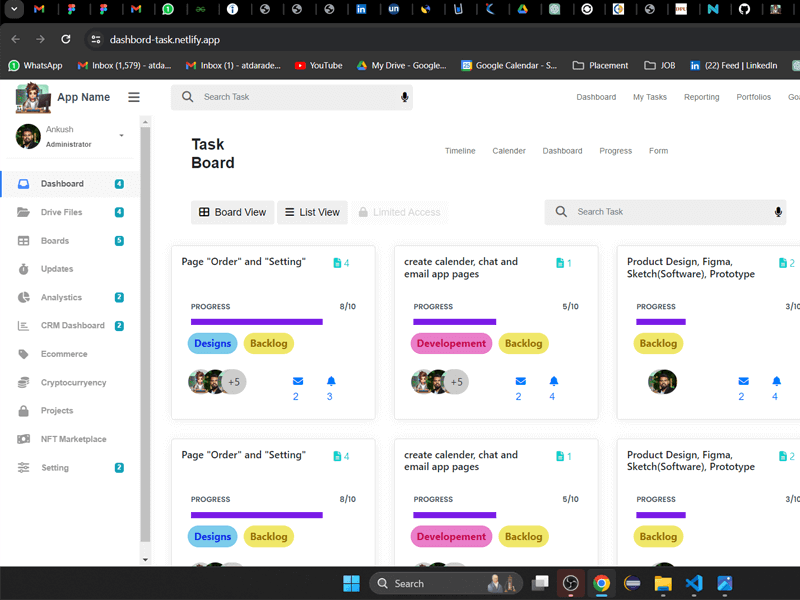 dashbord-task.netlify.app
WhatsApp
Inbox (1,579) - atda...
Inbox (1) - atdarade...
YouTube
My Drive - Google...
Google Calendar - S...
Placement
JOB
(22) Feed | LinkedIn
App Name
Search Task
Dashboard
My Tasks
Reporting
Portfolios
Goa
Ankush
Administrator
Task
Board
Timeline
Calender
Dashboard
Progress
Form
Dashboard 4
Drive Files 4
Boards 5
Updates
Analystics 2
CRM Dashboard 2
Ecommerce
Cryptocurryency
Projects
NFT Marketplace
Setting 2
Board View
List View
Limited Access
Search Task
Page "Order" and "Setting" 4
PROGRESS 8/10
Designs
Backlog
+5
2
3
create calender, chat and
email app pages
1
PROGRESS 5/10
Developement
Backlog
+5
2
4
Product Design, Figma,
Sketch(Software), Prototype
2
PROGRESS 3/10
Backlog
2
4
Page "Order" and "Setting" 4
PROGRESS 8/10
Designs
Backlog
create calender, chat and
email app pages
1
PROGRESS 5/10
Developement
Backlog
Product Design, Figma,
Sketch(Software), Prototype
2
PROGRESS 3/10
Backlog
Search